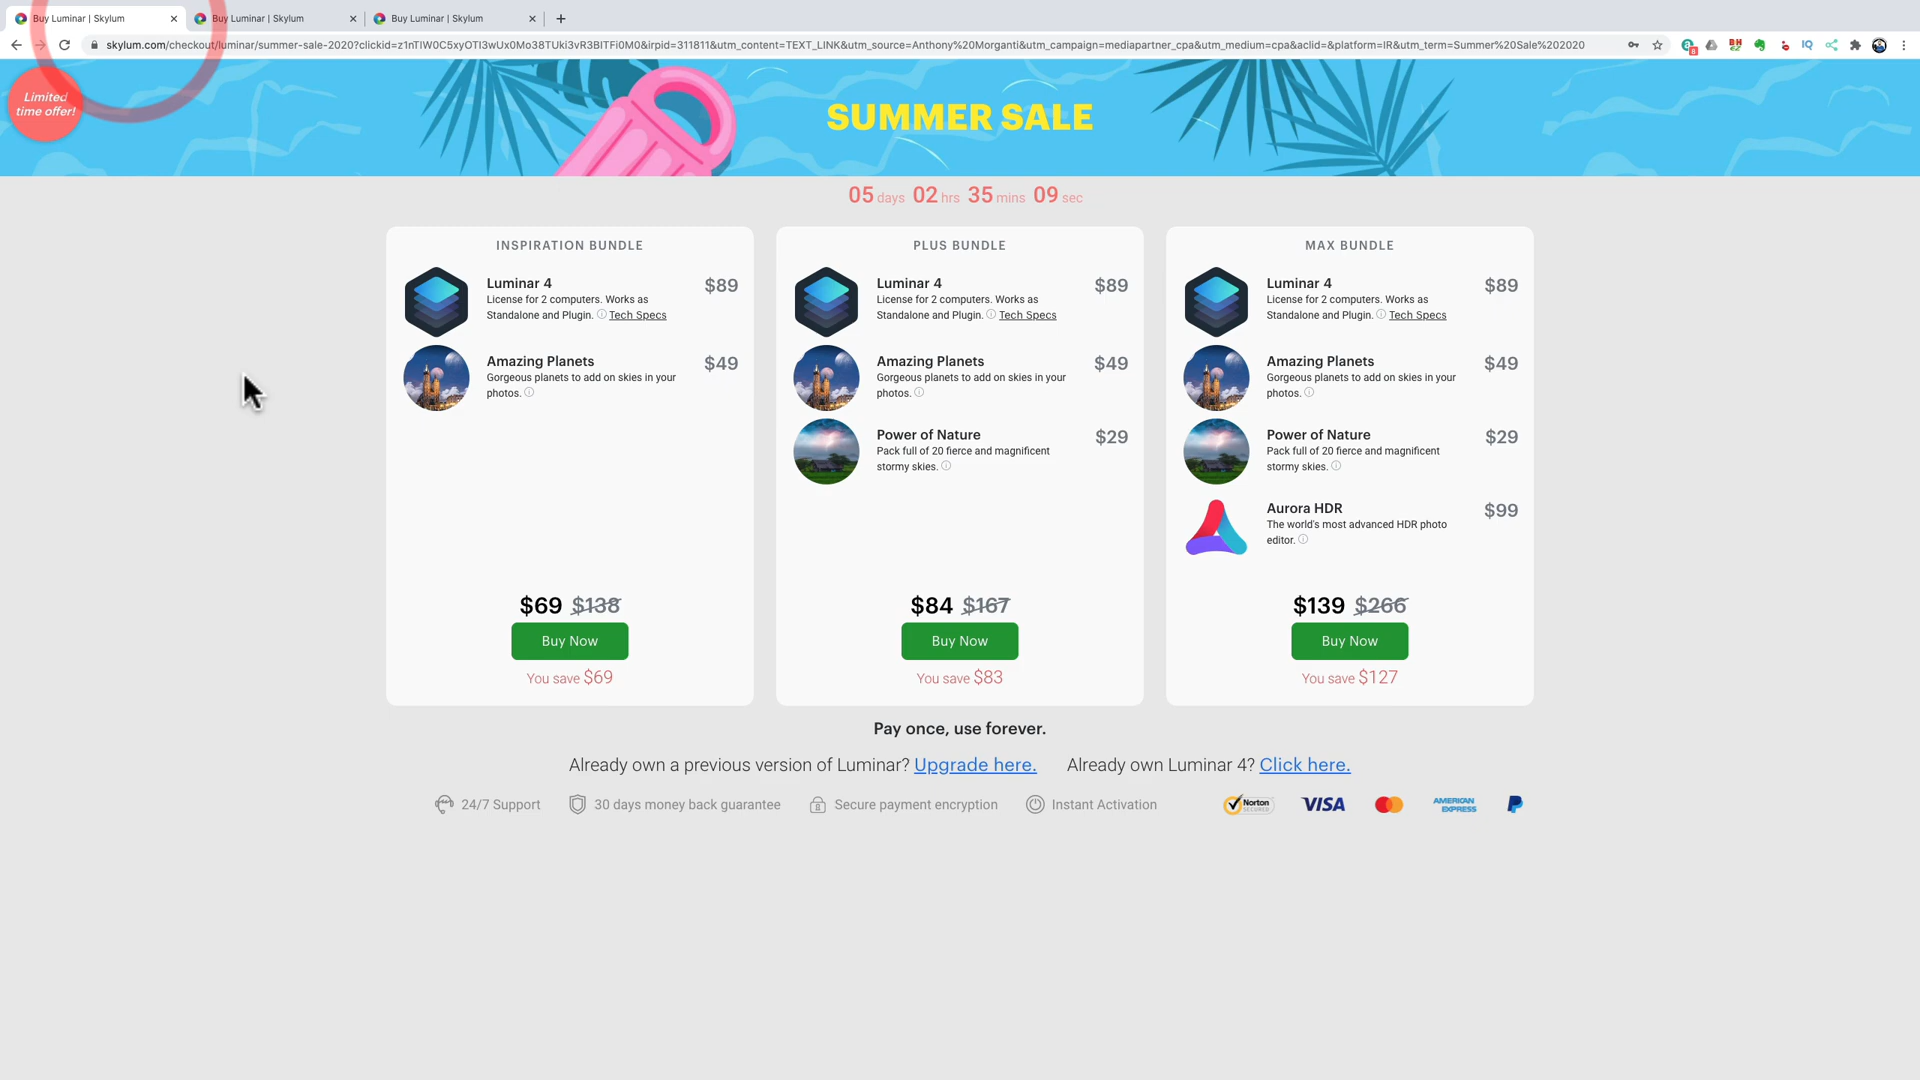 Buy Luminar | Skylum
Buy Luminar | Skylum
Buy Luminar | Skylum
skylum.com/checkout/luminar/summer-sale-2020?clickid=z1nTIW0C5xyOTI3wUx0Mo38TUki3vR3BITFi0M0&irpid=311811&utm_content=TEXT_LINK&utm_source=Anthony%20Morganti&utm_campaign=mediapartner_cpa&utm_medium=cpa&aclid=&platform=IR&utm_term=Summer%20Sale%202020
Limited
time offer!
SUMMER SALE
05 days 02 hrs 35 mins 09 sec
INSPIRATION BUNDLE
Luminar 4 $89
License for 2 computers. Works as
Standalone and Plugin. Tech Specs
Amazing Planets $49
Gorgeous planets to add on skies in your
photos.
$69 $138
Buy Now
You save $69
PLUS BUNDLE
Luminar 4 $89
License for 2 computers. Works as
Standalone and Plugin. Tech Specs
Amazing Planets $49
Gorgeous planets to add on skies in your
photos.
Power of Nature $29
Pack full of 20 fierce and magnificent
stormy skies.
$84 $167
Buy Now
You save $83
MAX BUNDLE
Luminar 4 $89
License for 2 computers. Works as
Standalone and Plugin. Tech Specs
Amazing Planets $49
Gorgeous planets to add on skies in your
photos.
Power of Nature $29
Pack full of 20 fierce and magnificent
stormy skies.
Aurora HDR $99
The world's most advanced HDR photo
editor.
$139 $266
Buy Now
You save $127
Pay once, use forever.
Already own a previous version of Luminar? Upgrade here. Already own Luminar 4? Click here.
24/7 Support 30 days money back guarantee Secure payment encryption Instant Activation Norton SECURED VISA AMERICAN EXPRESS